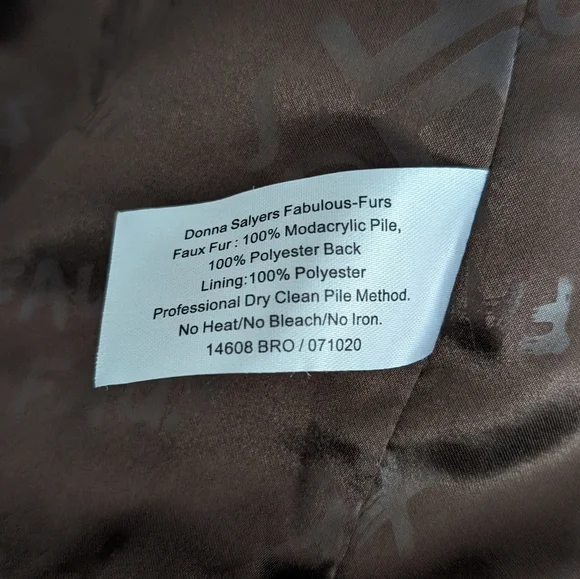 Donna Salyers Fabulous-Furs
Faux Fur : 100% Modacrylic Pile,
100% Polyester Back
Lining:100% Polyester
Professional Dry Clean Pile Method.
No Heat/No Bleach/No Iron.
14608 BRO / 071020